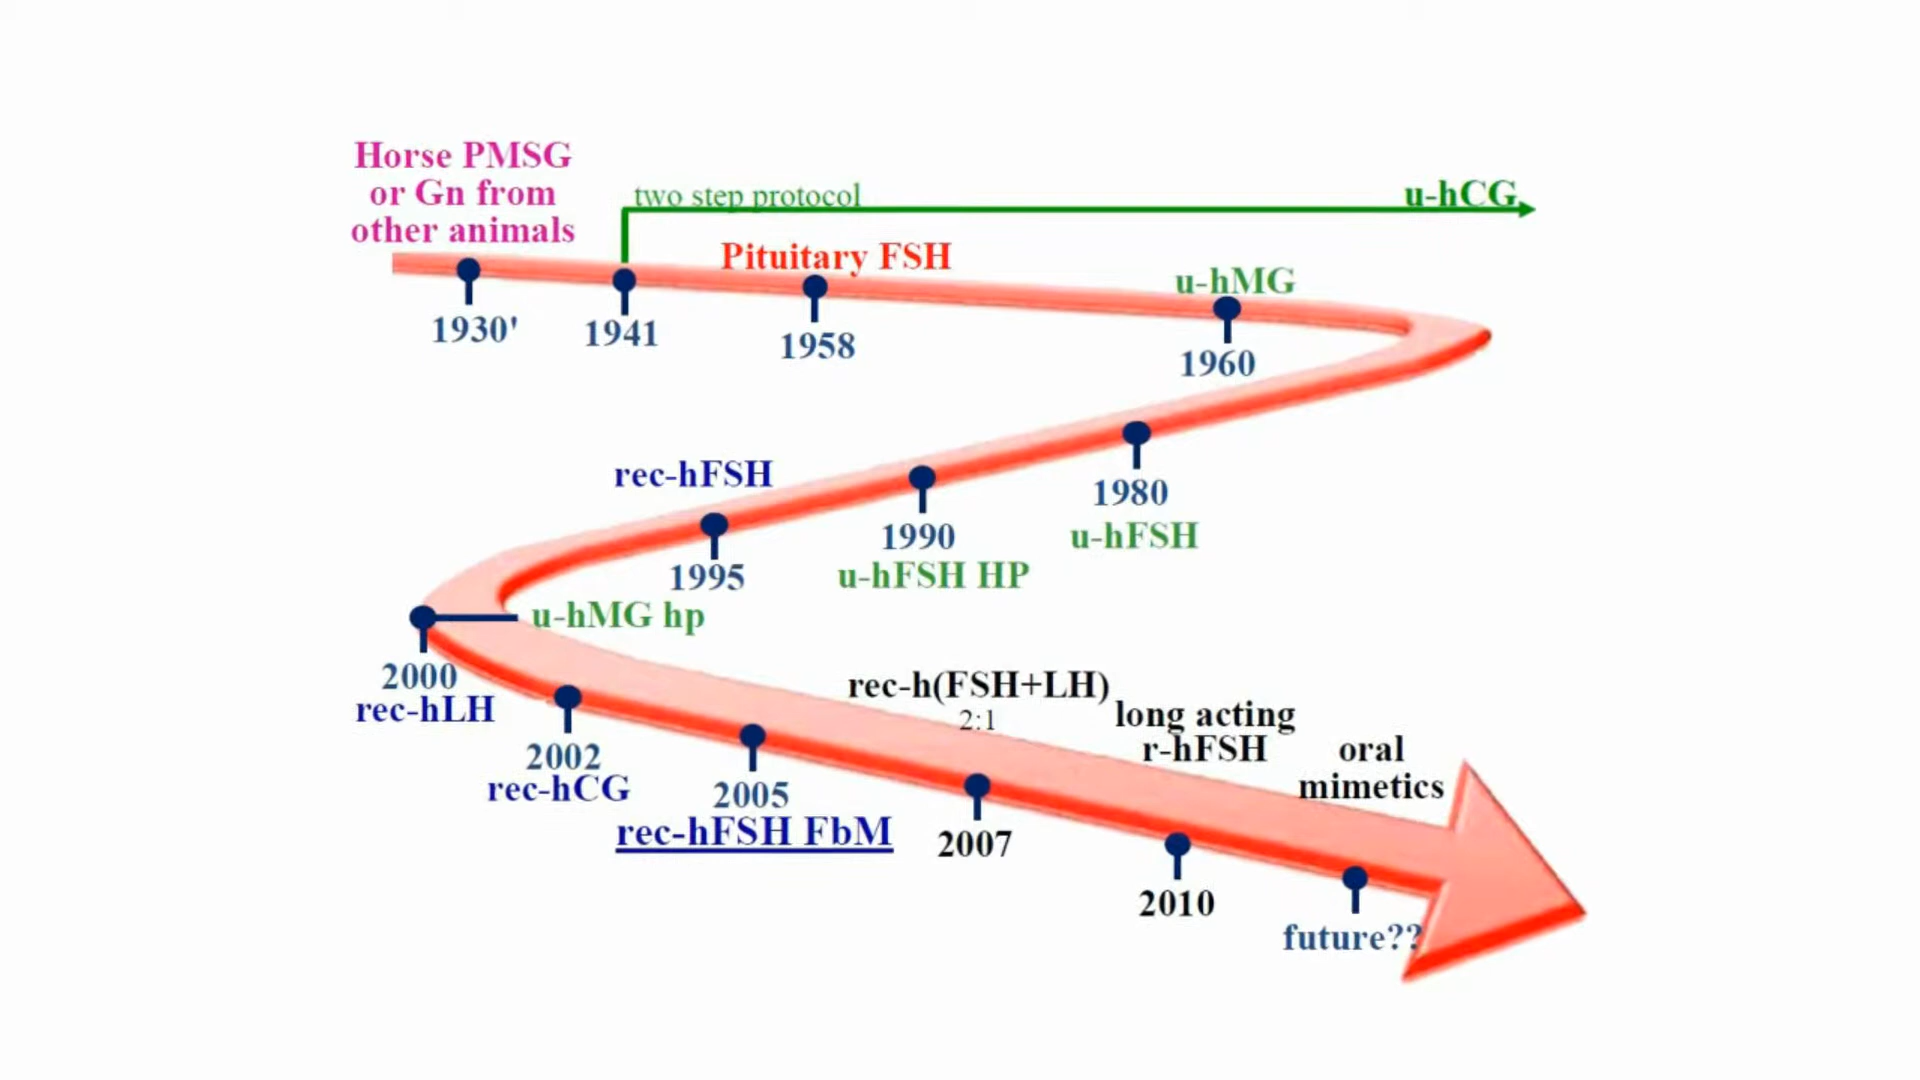 Horse PMSG
or Gn from
other animals
two step protocol
u-hCG
Pituitary FSH
u-hMG
1930'
1941
1958
1960
rec-hFSH
1980
u-hFSH
1990
u-hFSH HP
1995
u-hMG hp
2000
rec-hLH
2002
rec-hCG
2005
rec-hFSH FbM
rec-h(FSH+LH)
2:1
2007
long acting
r-hFSH
2010
oral
mimetics
future??